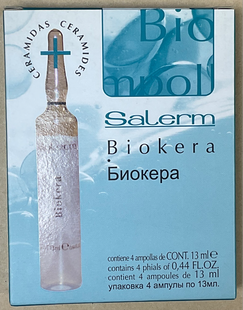 CERAMIDAS CERAMIDES
Bio
Salerm
Biokera
Биокера
Biokera
contiene 4 ampollas de CONT. 13 ml e
contains 4 phials of 0,44 FL.OZ.
contient 4 ampoules de 13 ml
упаковка 4 ампулы по 13мл.